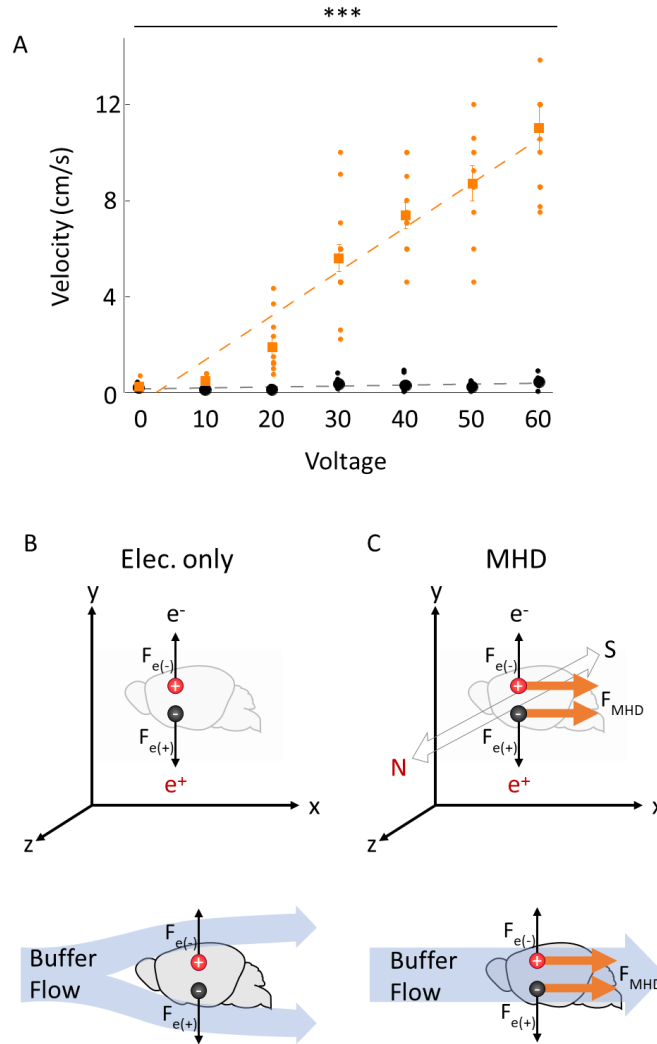 ***
A
Velocity (cm/s)
12
8
4
0
0 10 20 30 40 50 60
Voltage
B
Elec. only
y
e-
Fe(-)
+
-
Fe(+)
e+
x
z
Buffer
Flow
Fe(-)
+
-
Fe(+)
C
MHD
y
e-
S
Fe(-)
+
FMHD
-
Fe(+)
N
e+
x
z
Buffer
Flow
Fe(-)
+
FMHD
-
Fe(+)